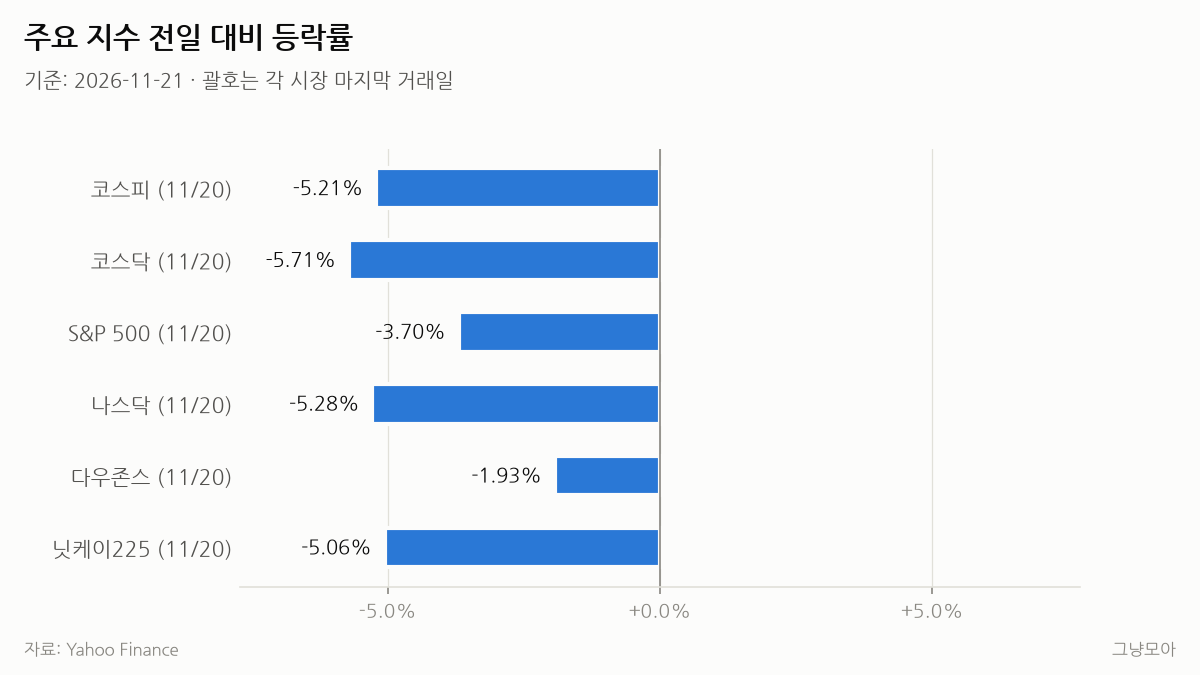 주요 지수 전일 대비 등락률
기준: 2026-11-21 · 괄호는 각 시장 마지막 거래일
코스피 (11/20) -5.21%
코스닥 (11/20) -5.71%
S&P 500 (11/20) -3.70%
나스닥 (11/20) -5.28%
다우존스 (11/20) -1.93%
닛케이225 (11/20) -5.06%
-5.0% +0.0% +5.0%
자료: Yahoo Finance 그냥모아